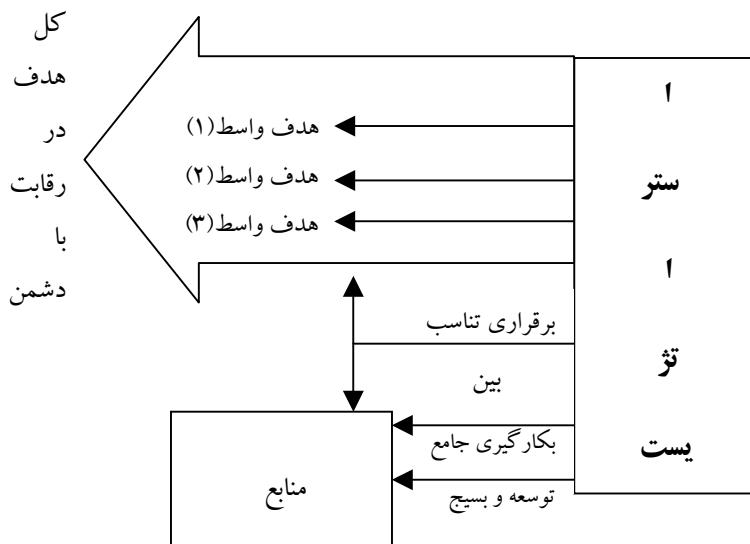 ا
ستر
ا
تژ
یست
کل
هدف
در
رقابت
با
دشمن
هدف واسط(۱)
هدف واسط(۲)
هدف واسط(۳)
برقراری تناسب
بین
بکارگیری جامع
توسعه و بسیج
منابع